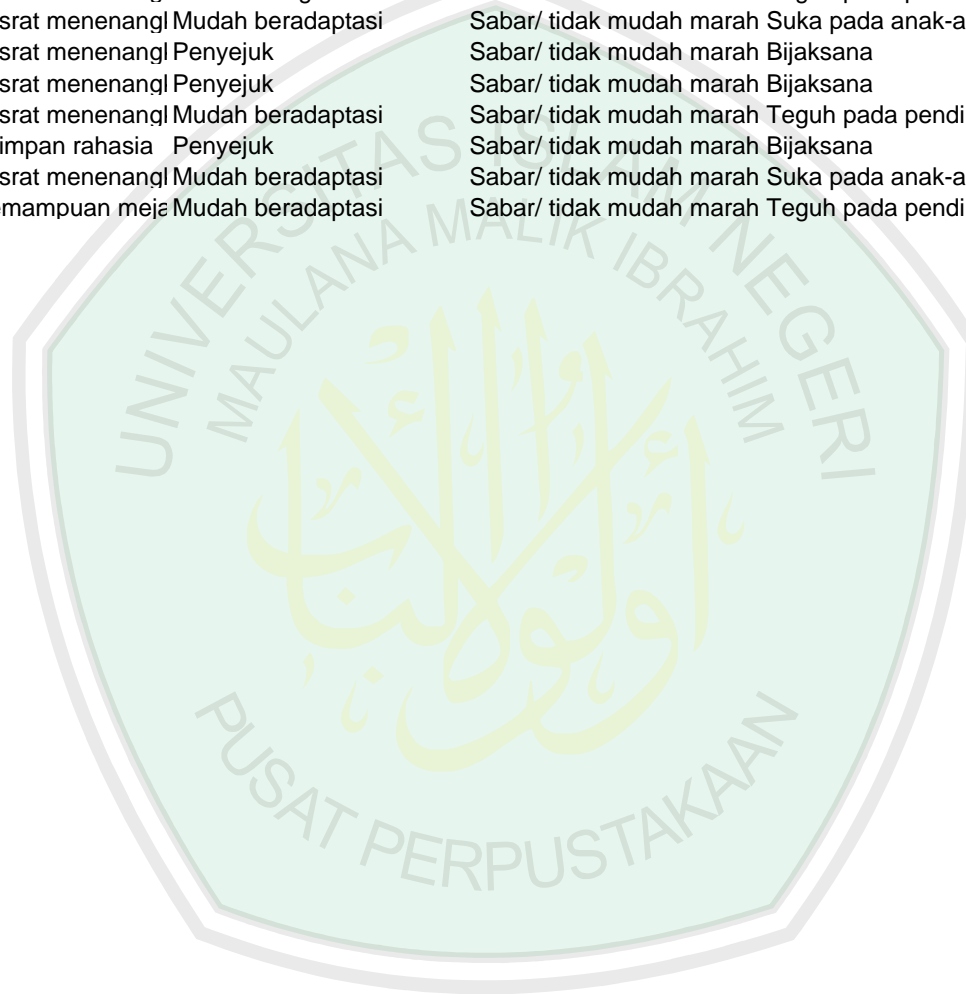 srat menenangl Mudah beradaptasi Sabar/ tidak mudah marah Suka pada anak-a
srat menenangl Penyejuk Sabar/ tidak mudah marah Bijaksana
srat menenangl Penyejuk Sabar/ tidak mudah marah Bijaksana
srat menenangl Mudah beradaptasi Sabar/ tidak mudah marah Teguh pada pendi
impan rahasia Penyejuk Sabar/ tidak mudah marah Bijaksana
srat menenangl Mudah beradaptasi Sabar/ tidak mudah marah Suka pada anak-a
emampuan meja Mudah beradaptasi Sabar/ tidak mudah marah Teguh pada pendi
UNIVERSITAS ISLAM NEGERI
MAULANA MALIK IBRAHIM
أولوا الألباب
PUSAT PERPUSTAKAAN